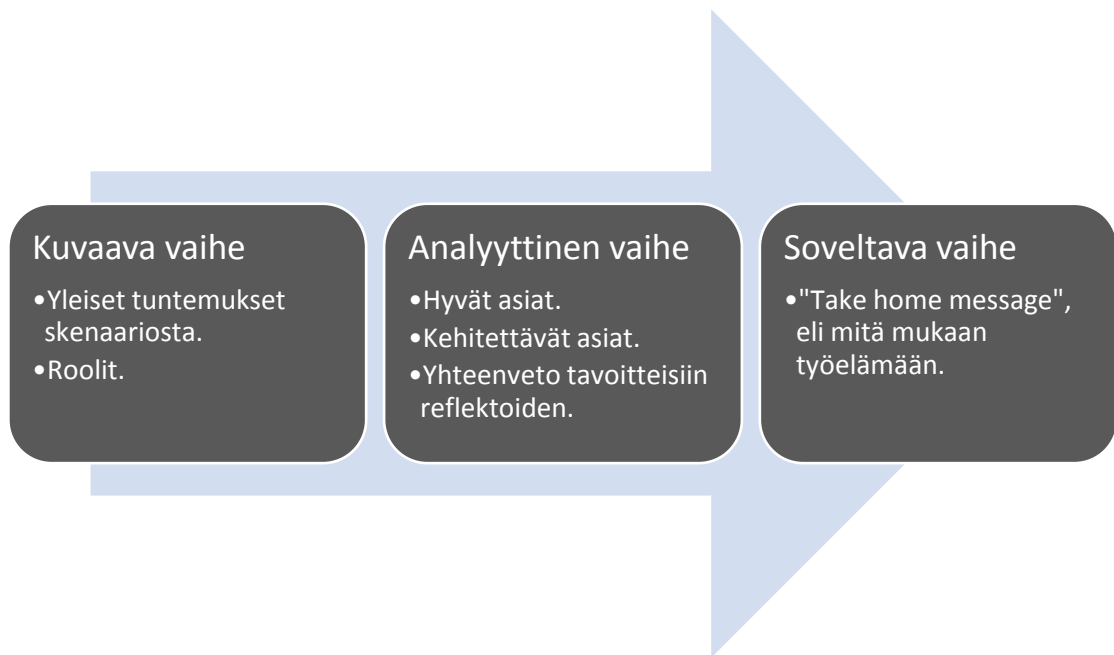 Kuvaava vaihe
•Yleiset tuntemukset
skenaariosta.
•Roolit.
Analyyttinen vaihe
•Hyvät asiat.
•Kehitettävät asiat.
•Yhteenveto tavoitteisiin
reflektoiden.
Soveltava vaihe
•"Take home message",
eli mitä mukaan
työelämään.